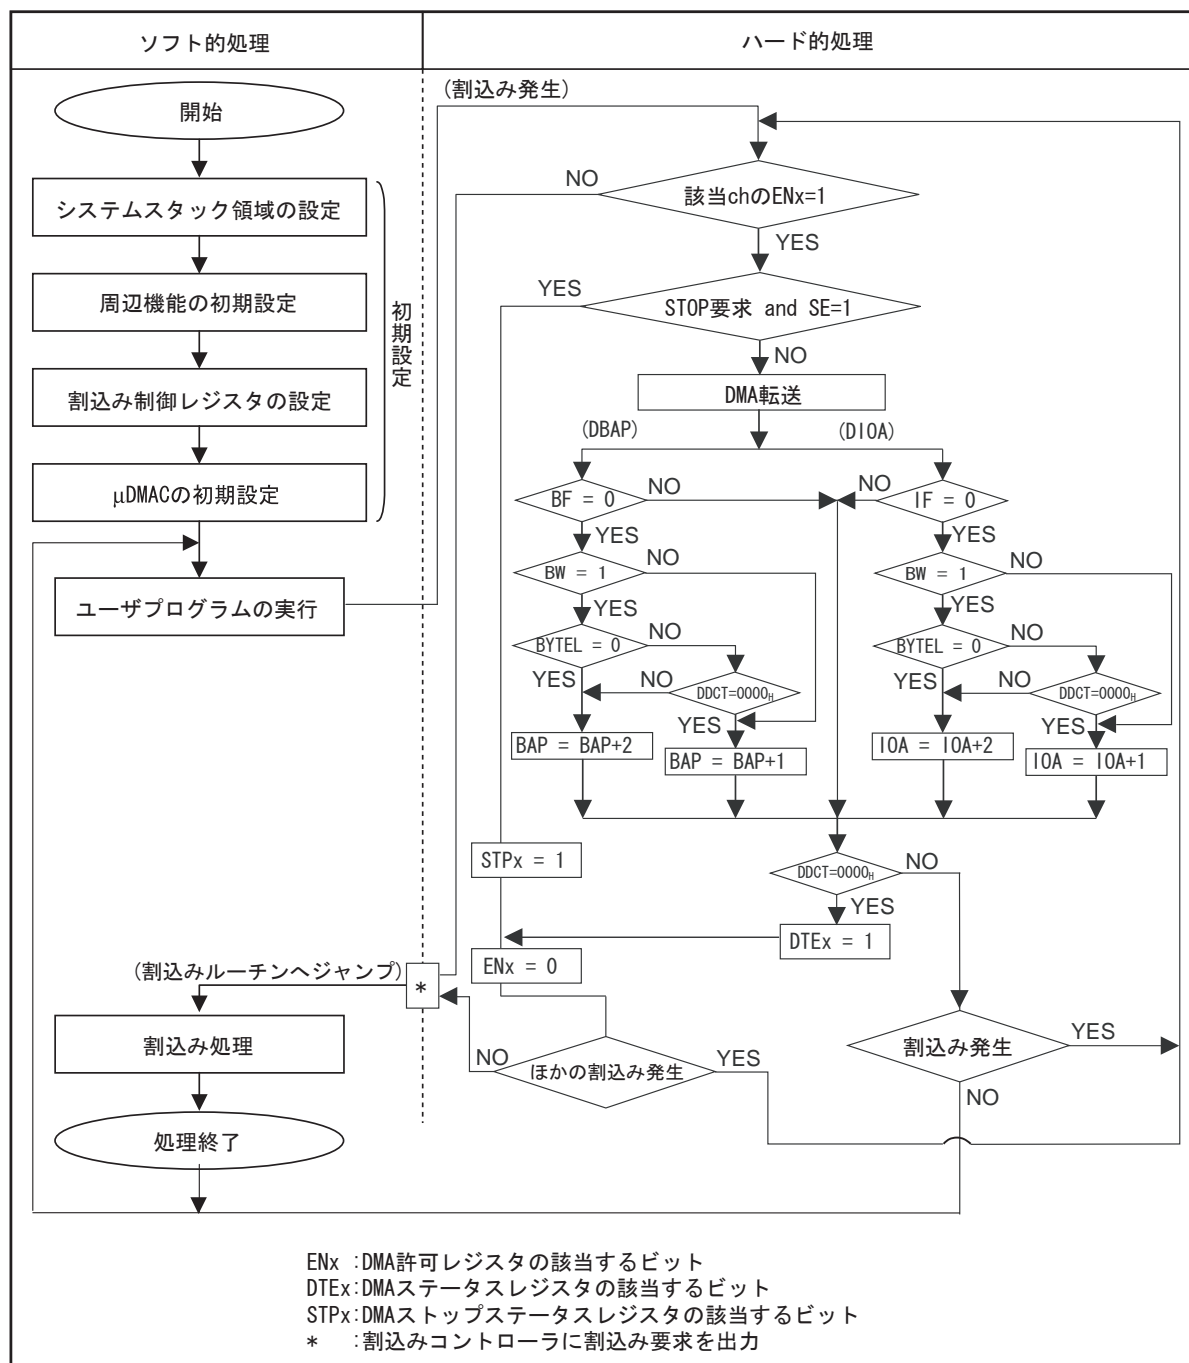 ソフト的処理
ハード的処理
開始
システムスタック領域の設定
周辺機能の初期設定
割込み制御レジスタの設定
μDMACの初期設定
初期設定
ユーザプログラムの実行
(割込み発生)
該当chのENx=1
NO
YES
STOP要求 and SE=1
YES
NO
DMA転送
(DBAP)
(DIOA)
BF = 0
NO
YES
NO
IF = 0
YES
BW = 1
NO
YES
BW = 1
NO
YES
BYTEL = 0
NO
YES
NO
DDCT=0000H
YES
BYTEL = 0
NO
YES
NO
DDCT=0000H
YES
BAP = BAP+2
BAP = BAP+1
IOA = IOA+2
IOA = IOA+1
STPx = 1
DDCT=0000H
NO
YES
DTEx = 1
ENx = 0
(割込みルーチンへジャンプ)
*
割込み処理
処理終了
NO
ほかの割込み発生
YES
割込み発生
YES
NO
ENx :DMA許可レジスタの該当するビット
DTEx:DMAステータスレジスタの該当するビット
STPx:DMAストップステータスレジスタの該当するビット
* :割込みコントローラに割込み要求を出力